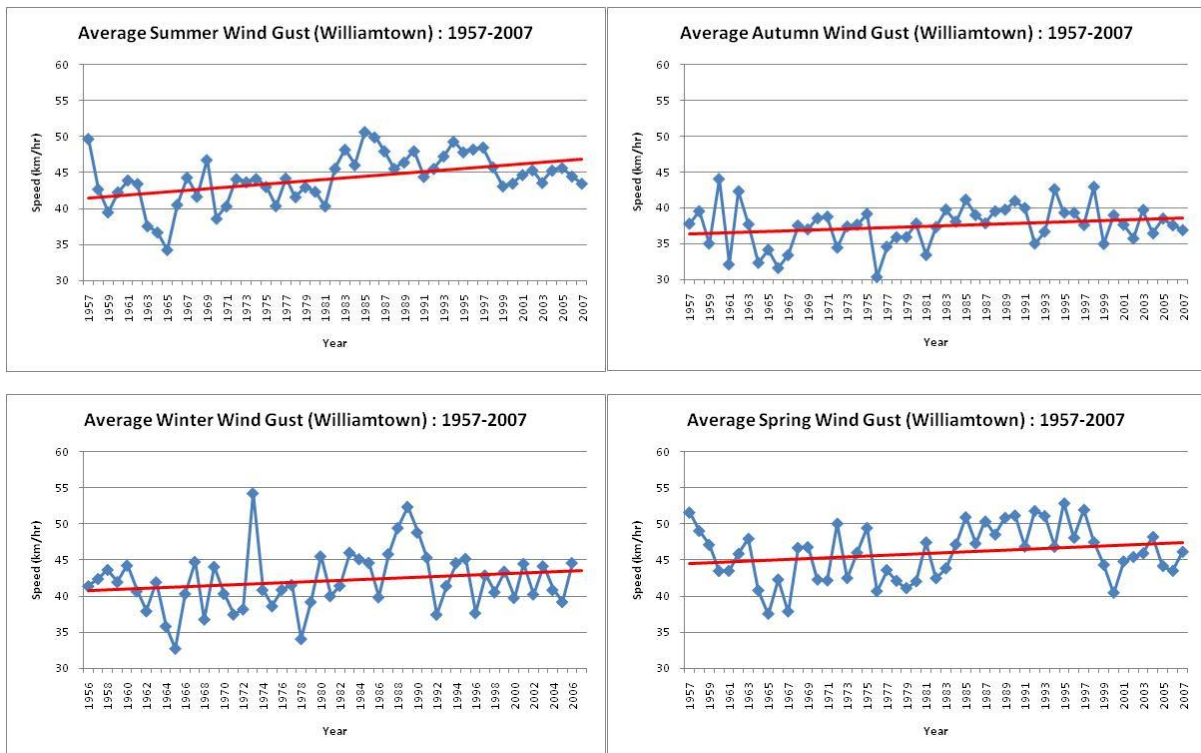 Average Summer Wind Gust (Williamtown) : 1957-2007
60
55
50
45
40
35
30
Speed (km/hr)
1957 1959 1961 1963 1965 1967 1969 1971 1973 1975 1977 1979 1981 1983 1985 1987 1989 1991 1993 1995 1997 1999 2001 2003 2005 2007
Year
Average Autumn Wind Gust (Williamtown) : 1957-2007
60
55
50
45
40
35
30
Speed (km/hr)
1957 1959 1961 1963 1965 1967 1969 1971 1973 1975 1977 1979 1981 1983 1985 1987 1989 1991 1993 1995 1997 1999 2001 2003 2005 2007
Year
Average Winter Wind Gust (Williamtown) : 1957-2007
60
55
50
45
40
35
30
Speed (km/hr)
1956 1958 1960 1962 1964 1966 1968 1970 1972 1974 1976 1978 1980 1982 1984 1986 1988 1990 1992 1994 1996 1998 2000 2002 2004 2006
Year
Average Spring Wind Gust (Williamtown) : 1957-2007
60
55
50
45
40
35
30
Speed (km/hr)
1957 1959 1961 1963 1965 1967 1969 1971 1973 1975 1977 1979 1981 1983 1985 1987 1989 1991 1993 1995 1997 1999 2001 2003 2005 2007
Year